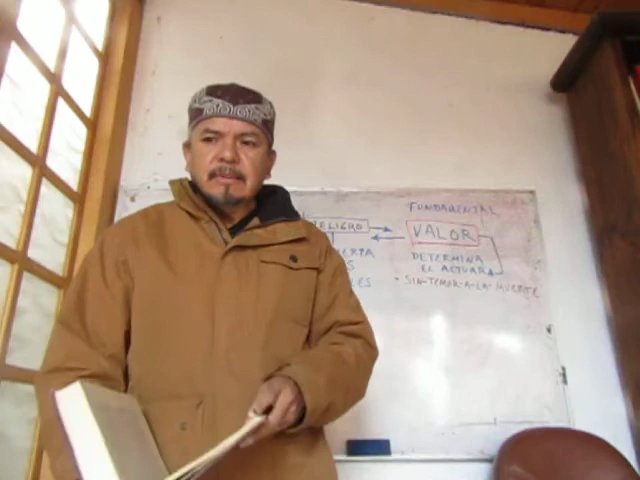 FUNDAMENTAL
PELIGRO
VALOR
DETERMINA
EL ACTUAR
• SIN-TEMOR-A-LA-MUERTE